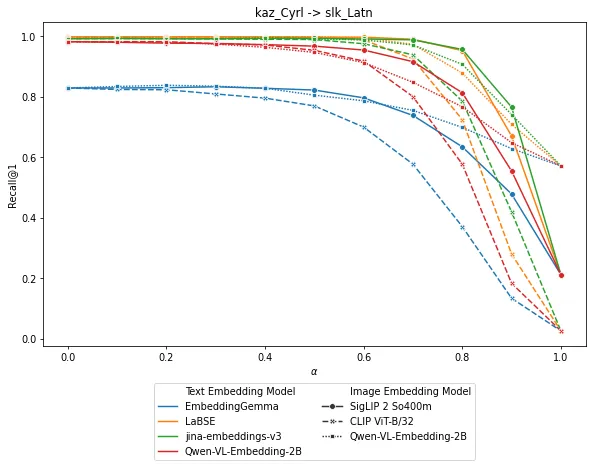 kaz_Cyrl -> slk_Latn
1.0
0.8
0.6
0.4
0.2
0.0
Recall@1
0.0 0.2 0.4 0.6 0.8 1.0
α
Text Embedding Model Image Embedding Model
EmbeddingGemma SigLIP 2 So400m
LaBSE CLIP ViT-B/32
jina-embeddings-v3 Qwen-VL-Embedding-2B
Qwen-VL-Embedding-2B